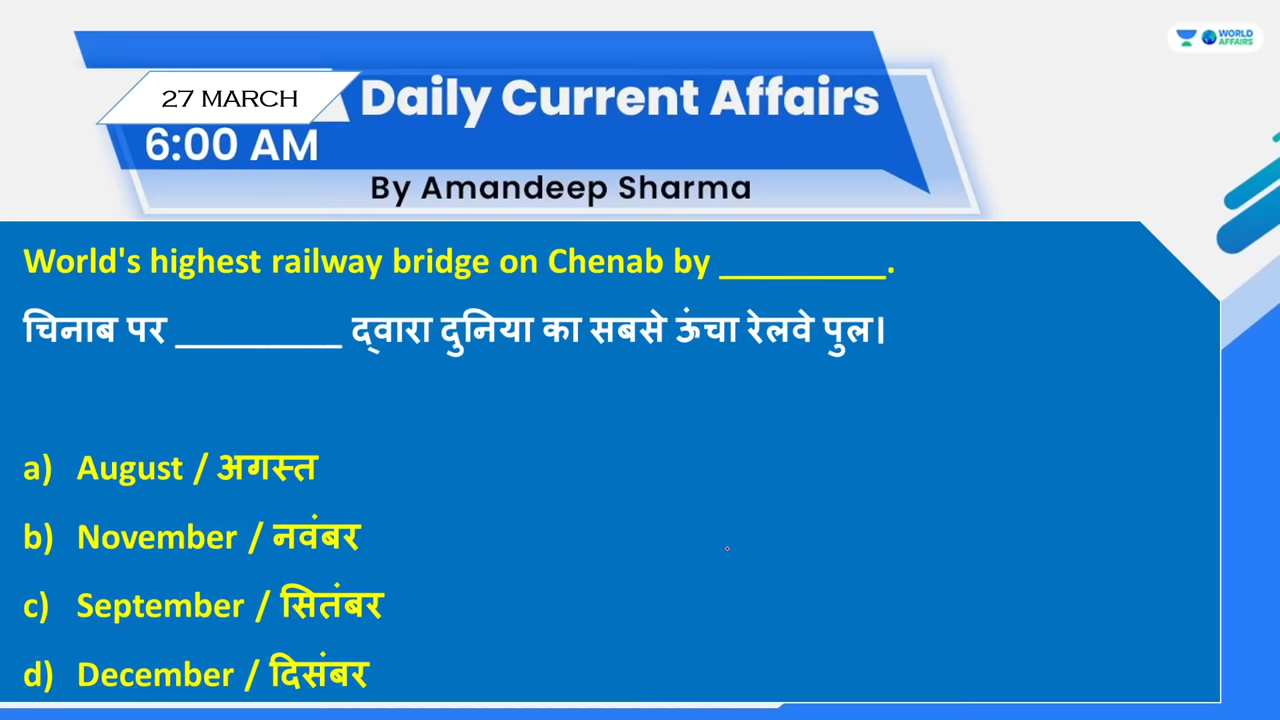 WORLD
AFFAIRS
27 MARCH
Daily Current Affairs
6:00 AM
By Amandeep Sharma
World's highest railway bridge on Chenab by _________.
चिनाब पर _________ द्वारा दुनिया का सबसे ऊंचा रेलवे पुल।
a) August / अगस्त
b) November / नवंबर
c) September / सितंबर
d) December / दिसंबर